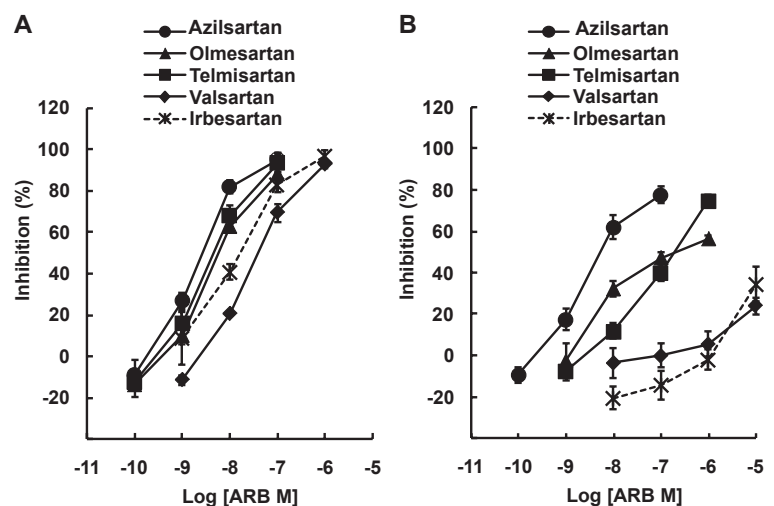 A
Azilsartan
Olmesartan
Telmisartan
Valsartan
Irbesartan
120
100
80
60
40
20
0
-20
Inhibition (%)
-11 -10 -9 -8 -7 -6 -5
Log [ARB M]
B
Azilsartan
Olmesartan
Telmisartan
Valsartan
Irbesartan
120
100
80
60
40
20
0
-20
Inhibition (%)
-11 -10 -9 -8 -7 -6 -5
Log [ARB M]